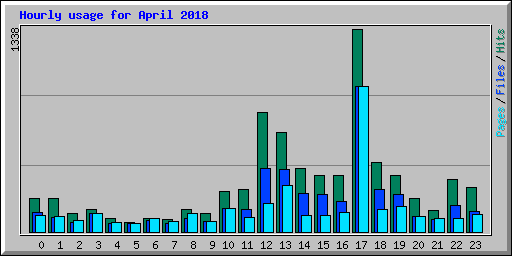 Hourly usage for April 2018
1338
Pages / Files / Hits
0 1 2 3 4 5 6 7 8 9 10 11 12 13 14 15 16 17 18 19 20 21 22 23